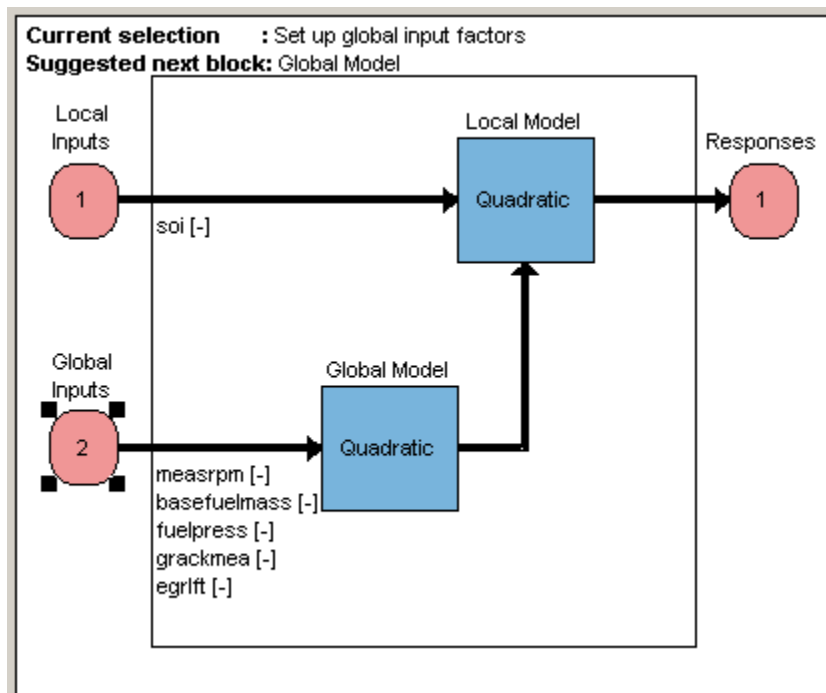 Current selection : Set up global input factors
Suggested next block: Global Model
Local
Inputs
1
soi [-]
Local Model
Quadratic
Responses
1
Global
Inputs
2
measrpm [-]
basefuelmass [-]
fuelpress [-]
grackmea [-]
egrlft [-]
Global Model
Quadratic